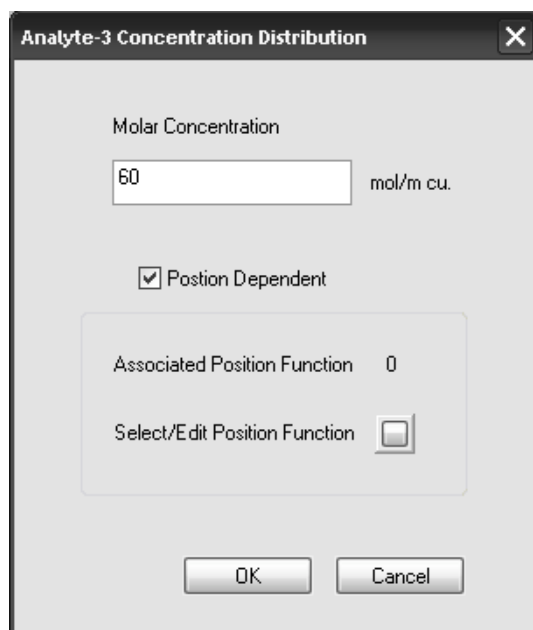 Analyte-3 Concentration Distribution
Molar Concentration
60 mol/m cu.
Postion Dependent
Associated Position Function 0
Select/Edit Position Function
OK Cancel